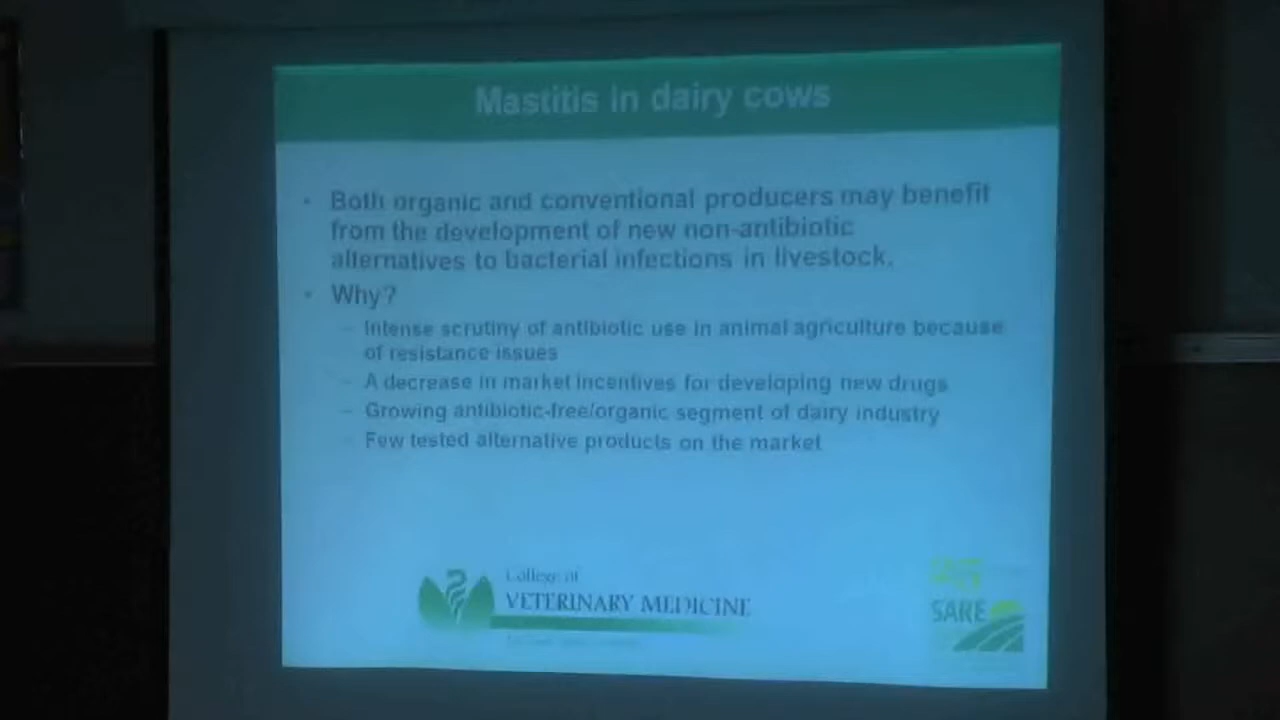 Mastitis in dairy cows
• Both organic and conventional producers may benefit
from the development of new non-antibiotic
alternatives to bacterial infections in livestock.
• Why?
– Intense scrutiny of antibiotic use in animal agriculture because
of resistance issues
– A decrease in market incentives for developing new drugs
– Growing antibiotic-free/organic segment of dairy industry
– Few tested alternative products on the market
College of
VETERINARY MEDICINE
SARE